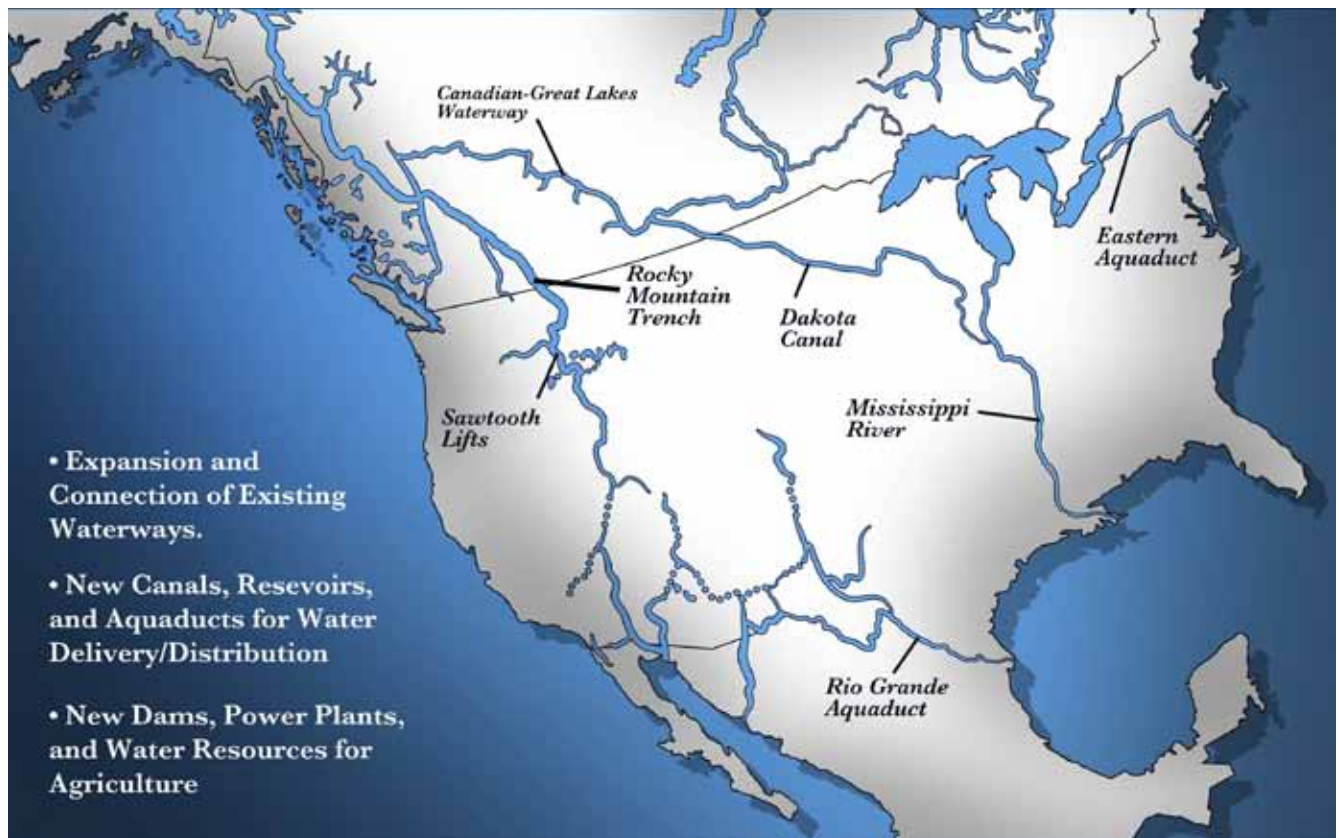 Canadian-Great Lakes
Waterway
Eastern
Aquaduct
Rocky
Mountain
Trench
Dakota
Canal
Sawtooth
Lifts
Mississippi
River
Rio Grande
Aquaduct
• Expansion and
Connection of Existing
Waterways.
• New Canals, Resevoirs,
and Aquaducts for Water
Delivery/Distribution
• New Dams, Power Plants,
and Water Resources for
Agriculture